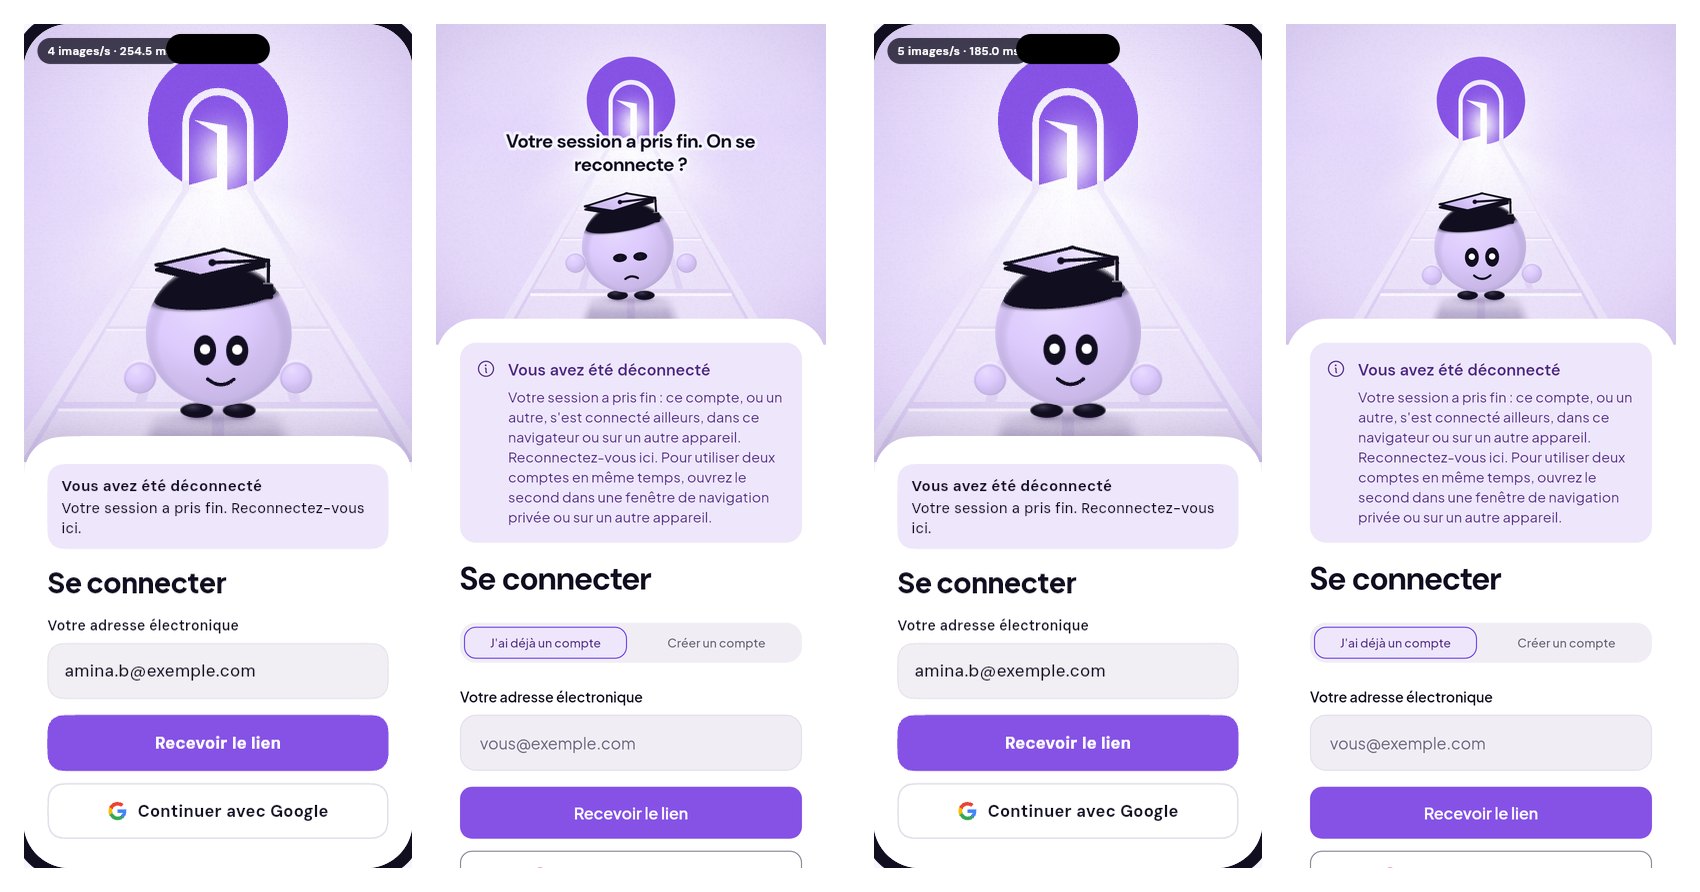 4 images/s · 254.5 m
Vous avez été déconnecté
Votre session a pris fin. Reconnectez-vous
ici.
Se connecter
Votre adresse électronique
amina.b@exemple.com
Recevoir le lien
Continuer avec Google
Votre session a pris fin. On se
reconnecte ?
Vous avez été déconnecté
Votre session a pris fin : ce compte, ou un
autre, s'est connecté ailleurs, dans ce
navigateur ou sur un autre appareil.
Reconnectez-vous ici. Pour utiliser deux
comptes en même temps, ouvrez le
second dans une fenêtre de navigation
privée ou sur un autre appareil.
Se connecter
J'ai déjà un compte
Créer un compte
Votre adresse électronique
vous@exemple.com
Recevoir le lien
5 images/s · 185.0 ms
Vous avez été déconnecté
Votre session a pris fin. Reconnectez-vous
ici.
Se connecter
Votre adresse électronique
amina.b@exemple.com
Recevoir le lien
Continuer avec Google
Vous avez été déconnecté
Votre session a pris fin : ce compte, ou un
autre, s'est connecté ailleurs, dans ce
navigateur ou sur un autre appareil.
Reconnectez-vous ici. Pour utiliser deux
comptes en même temps, ouvrez le
second dans une fenêtre de navigation
privée ou sur un autre appareil.
Se connecter
J'ai déjà un compte
Créer un compte
Votre adresse électronique
vous@exemple.com
Recevoir le lien